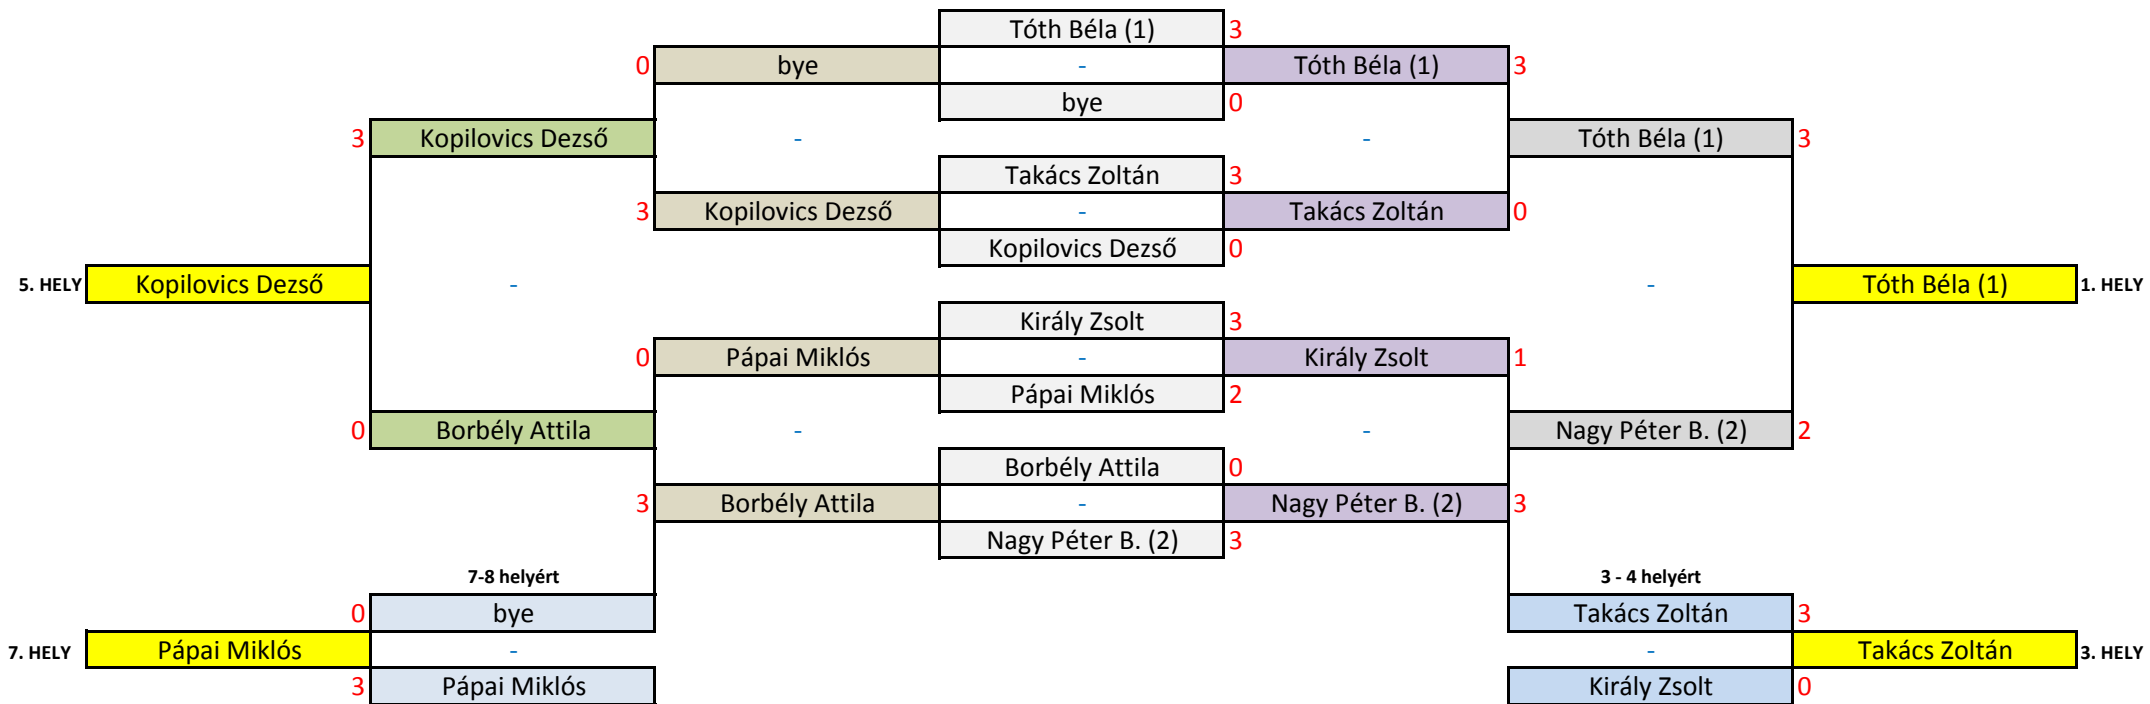 Tóth Béla (1) 3
0 bye - Tóth Béla (1) 3
bye 0
3 Kopilovics Dezső - - Tóth Béla (1) 3
Takács Zoltán 3
3 Kopilovics Dezső - Takács Zoltán 0
Kopilovics Dezső 0
5. HELY Kopilovics Dezső - - Tóth Béla (1) 1. HELY
Király Zsolt 3
0 Pápai Miklós - Király Zsolt 1
Pápai Miklós 2
0 Borbély Attila - - Nagy Péter B. (2) 2
Borbély Attila 0
3 Borbély Attila - Nagy Péter B. (2) 3
Nagy Péter B. (2) 3
7-8 helyért 3 - 4 helyért
0 bye Takács Zoltán 3
7. HELY Pápai Miklós - - Takács Zoltán 3. HELY
3 Pápai Miklós Király Zsolt 0